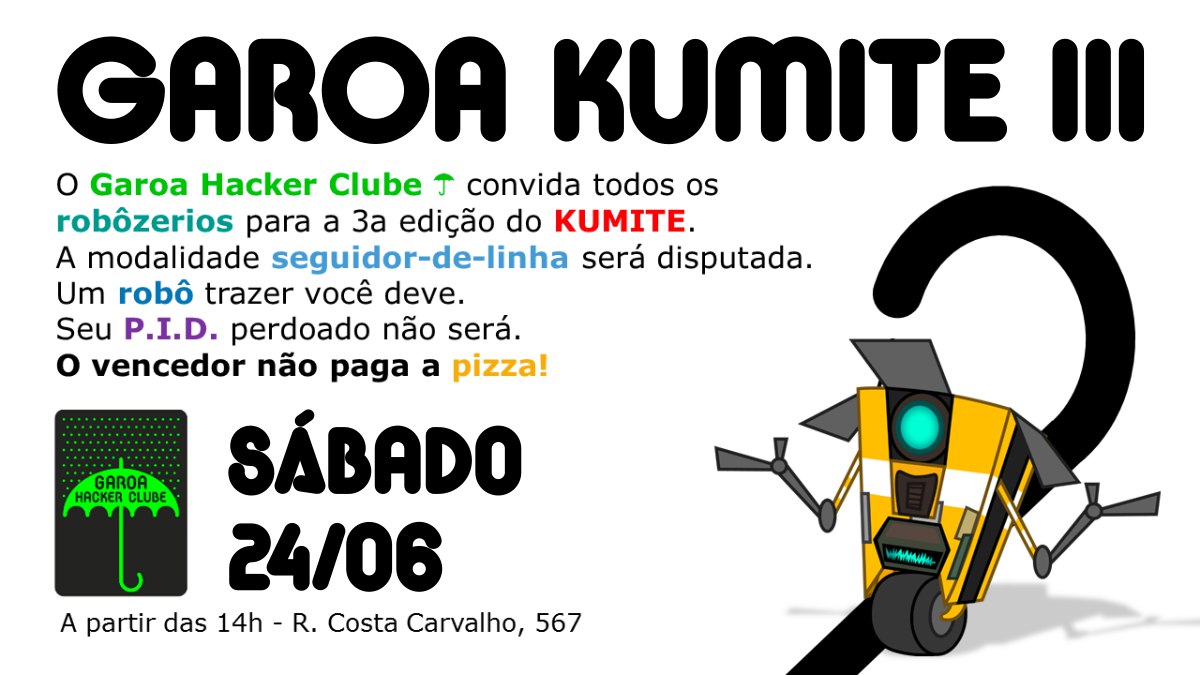 GAROA KUMITE III
O Garoa Hacker Clube ☂ convida todos os
robôzerios para a 3a edição do KUMITE.
A modalidade seguidor-de-linha será disputada.
Um robô trazer você deve.
Seu P.I.D. perdoado não será.
O vencedor não paga a pizza!
GAROA
HACKER CLUBE
SÁBADO
24/06
A partir das 14h - R. Costa Carvalho, 567